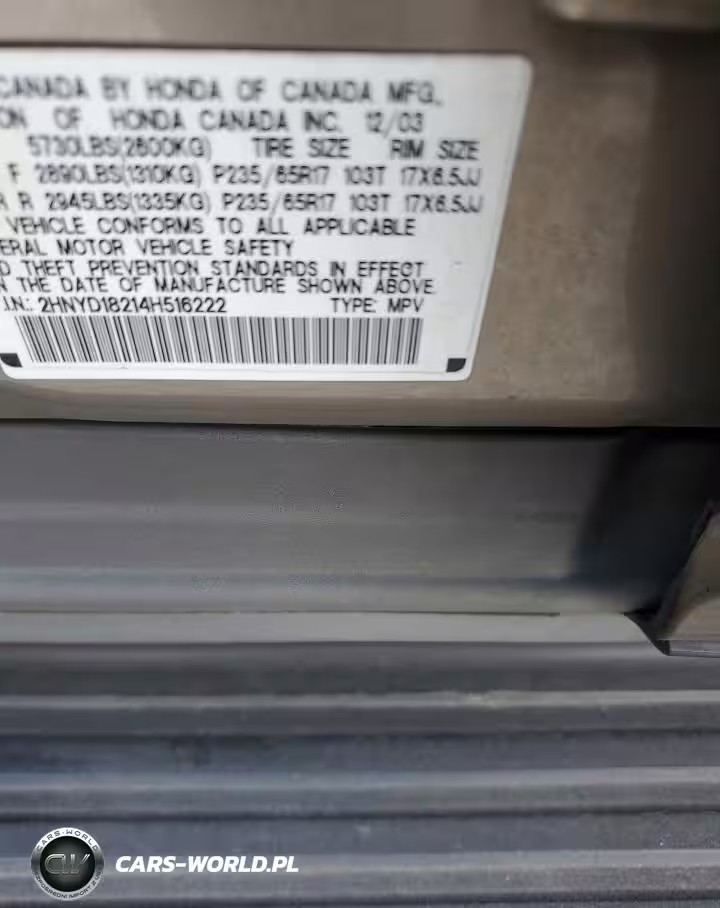 CANADA BY HONDA OF CANADA MFG.,
ON OF HONDA CANADA INC. 12/03
5730LBS(2600KG) TIRE SIZE RIM SIZE
F 2890LBS(1310KG) P235/65R17 103T 17X6.5JJ
R R 2945LBS(1335KG) P235/65R17 103T 17X6.5JJ
VEHICLE CONFORMS TO ALL APPLICABLE
ERAL MOTOR VEHICLE SAFETY
D THEFT PREVENTION STANDARDS IN EFFECT
N THE DATE OF MANUFACTURE SHOWN ABOVE.
.I.N.: 2HNYD18214H516222 TYPE: MPV
CARS-WORLD
CARS-WORLD.PL